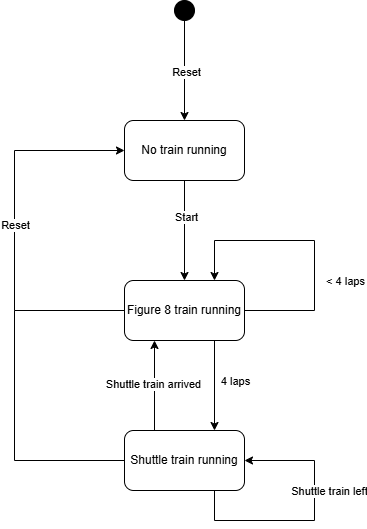 Reset
No train running
Start
Reset
< 4 laps
Figure 8 train running
Shuttle train arrived
4 laps
Shuttle train running
Shuttle train left